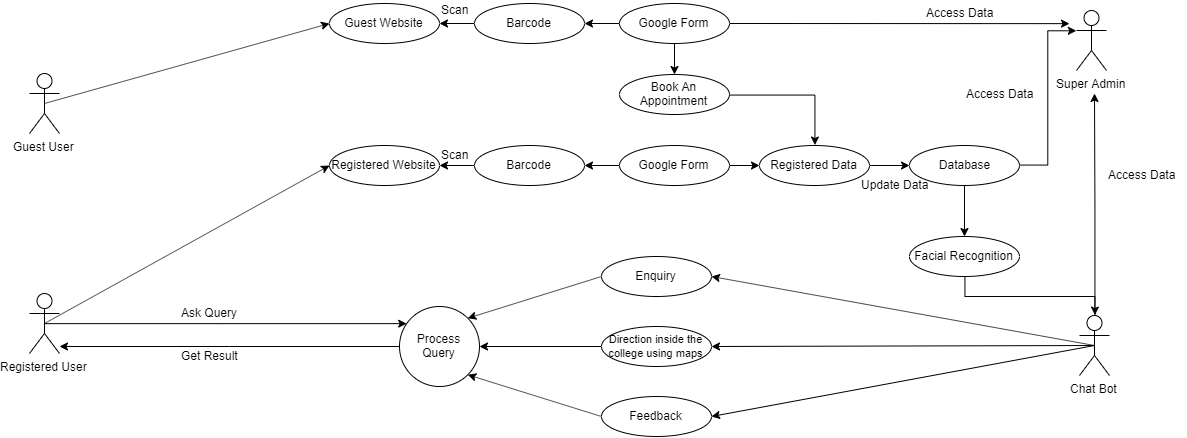 Guest Website
Scan
Barcode
Google Form
Access Data
Super Admin
Guest User
Book An
Appointment
Access Data
Registered Website
Scan
Barcode
Google Form
Registered Data
Update Data
Database
Access Data
Facial Recognition
Enquiry
Ask Query
Get Result
Registered User
Process
Query
Direction inside the
college using maps
Chat Bot
Feedback